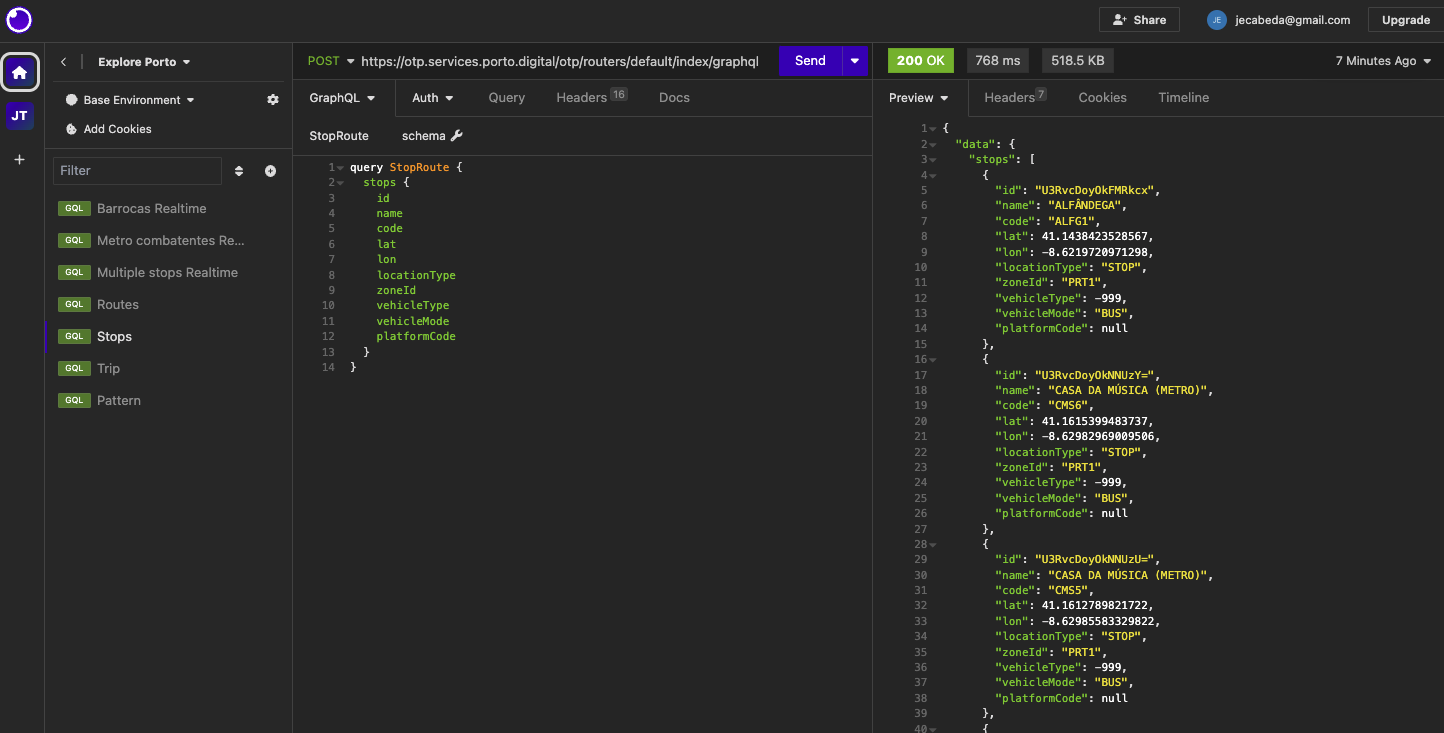 Share
JE
jecabeda@gmail.com
Upgrade
JT
Explore Porto
Base Environment
Add Cookies
Filter
GQL Barrocas Realtime
GQL Metro combatentes Re...
GQL Multiple stops Realtime
GQL Routes
GQL Stops
GQL Trip
GQL Pattern
POST https://otp.services.porto.digital/otp/routers/default/index/graphql
Send
GraphQL Auth Query Headers 16 Docs
StopRoute schema
1 query StopRoute {
2 stops {
3 id
4 name
5 code
6 lat
7 lon
8 locationType
9 zoneId
10 vehicleType
11 vehicleMode
12 platformCode
13 }
14 }
200 OK 768 ms 518.5 KB 7 Minutes Ago
Preview Headers 7 Cookies Timeline
1 {
2 "data": {
3 "stops": [
4 {
5 "id": "U3RvcDoyOkFMRkcx",
6 "name": "ALFÂNDEGA",
7 "code": "ALFG1",
8 "lat": 41.1438423528567,
9 "lon": -8.6219720971298,
10 "locationType": "STOP",
11 "zoneId": "PRT1",
12 "vehicleType": -999,
13 "vehicleMode": "BUS",
14 "platformCode": null
15 },
16 {
17 "id": "U3RvcDoyOkNNUzY=",
18 "name": "CASA DA MÚSICA (METRO)",
19 "code": "CMS6",
20 "lat": 41.1615399483737,
21 "lon": -8.62982969009506,
22 "locationType": "STOP",
23 "zoneId": "PRT1",
24 "vehicleType": -999,
25 "vehicleMode": "BUS",
26 "platformCode": null
27 },
28 {
29 "id": "U3RvcDoyOkNNUzU=",
30 "name": "CASA DA MÚSICA (METRO)",
31 "code": "CMS5",
32 "lat": 41.1612789821722,
33 "lon": -8.62985583329822,
34 "locationType": "STOP",
35 "zoneId": "PRT1",
36 "vehicleType": -999,
37 "vehicleMode": "BUS",
38 "platformCode": null
39 },
40 {